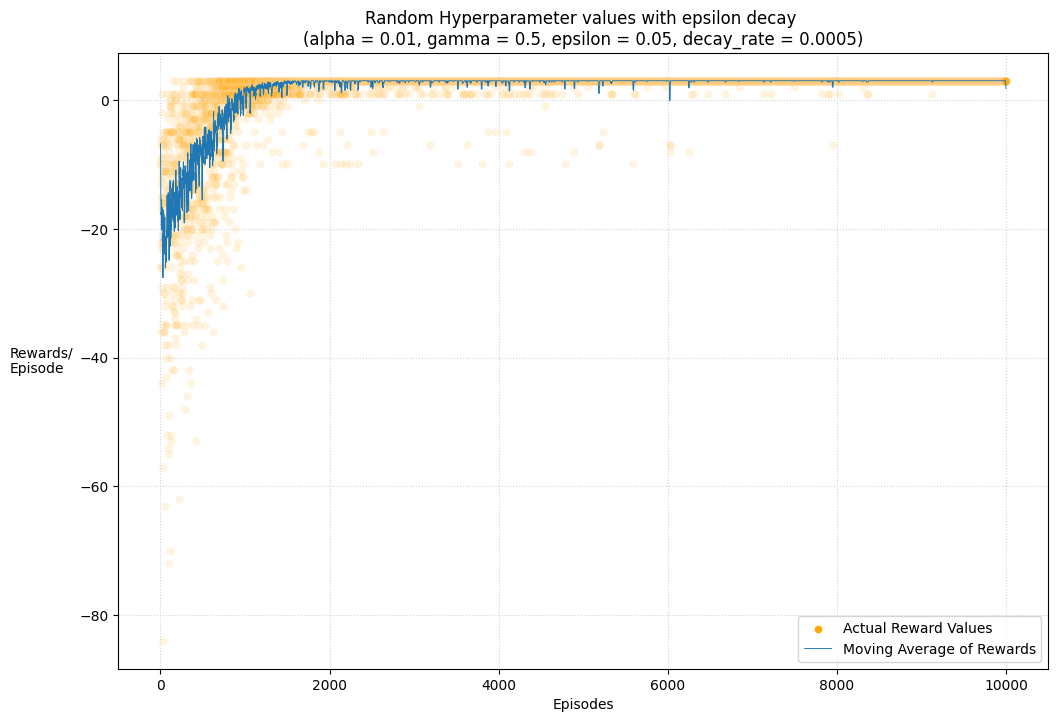 Random Hyperparameter values with epsilon decay
(alpha = 0.01, gamma = 0.5, epsilon = 0.05, decay_rate = 0.0005)
0
−20
Rewards/
Episode
−40
−60
−80
Actual Reward Values
Moving Average of Rewards
0
2000
4000
6000
8000
10000
Episodes